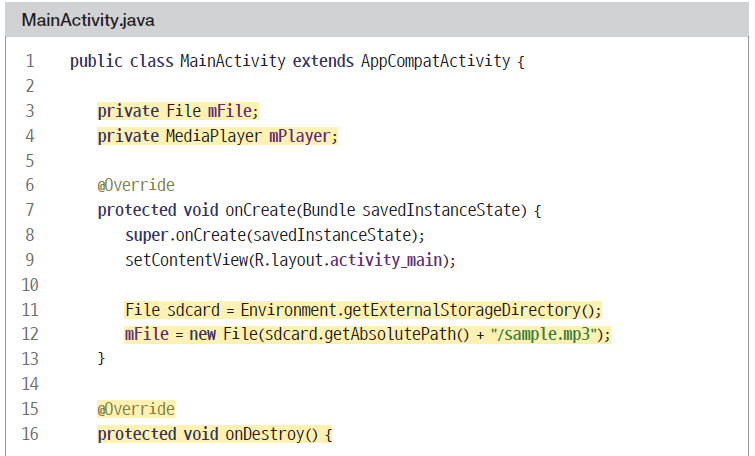 MainActivity.java
1 public class MainActivity extends AppCompatActivity {
2
3 private File mFile;
4 private MediaPlayer mPlayer;
5
6 @Override
7 protected void onCreate(Bundle savedInstanceState) {
8 super.onCreate(savedInstanceState);
9 setContentView(R.layout.activity_main);
10
11 File sdcard = Environment.getExternalStorageDirectory();
12 mFile = new File(sdcard.getAbsolutePath() + "/sample.mp3");
13 }
14
15 @Override
16 protected void onDestroy() {